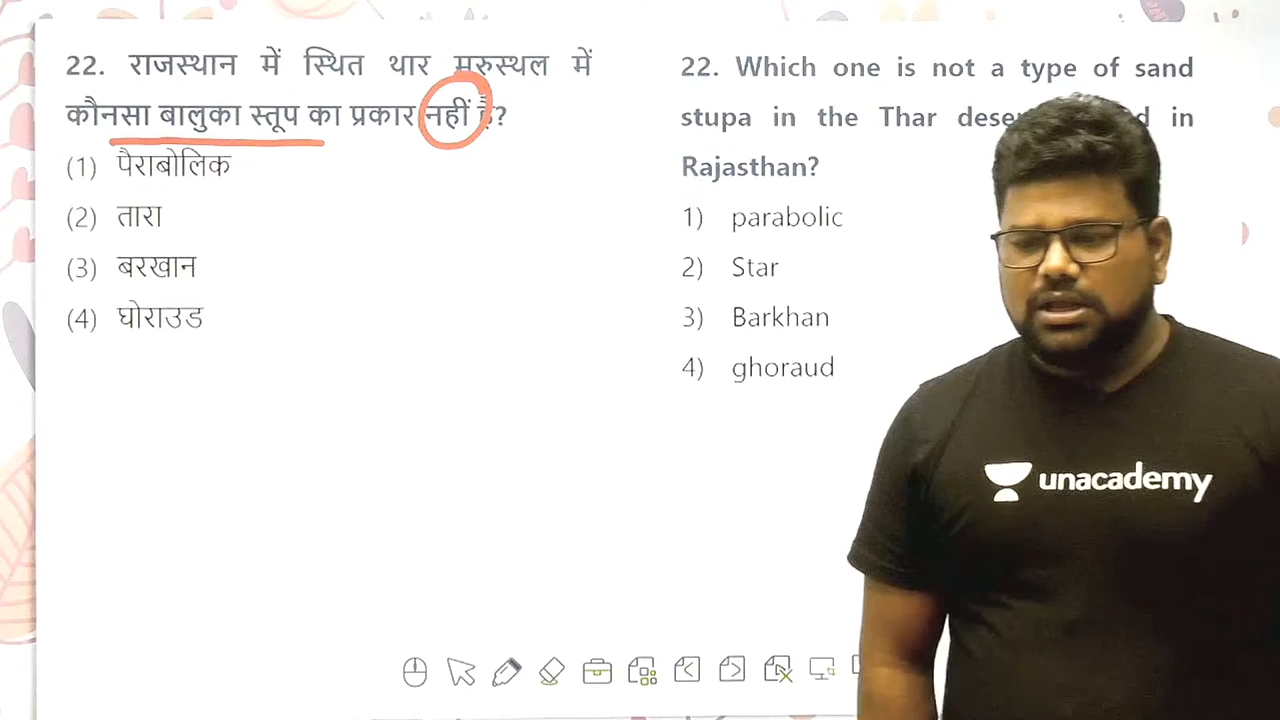 22. राजस्थान में स्थित थार मरुस्थल में
कौनसा बालुका स्तूप का प्रकार नहीं है?
(1) पैराबोलिक
(2) तारा
(3) बरखान
(4) घोराउड
22. Which one is not a type of sand
stupa in the Thar in
Rajasthan?
1) parabolic
2) Star
3) Barkhan
4) ghoraud
unacademy